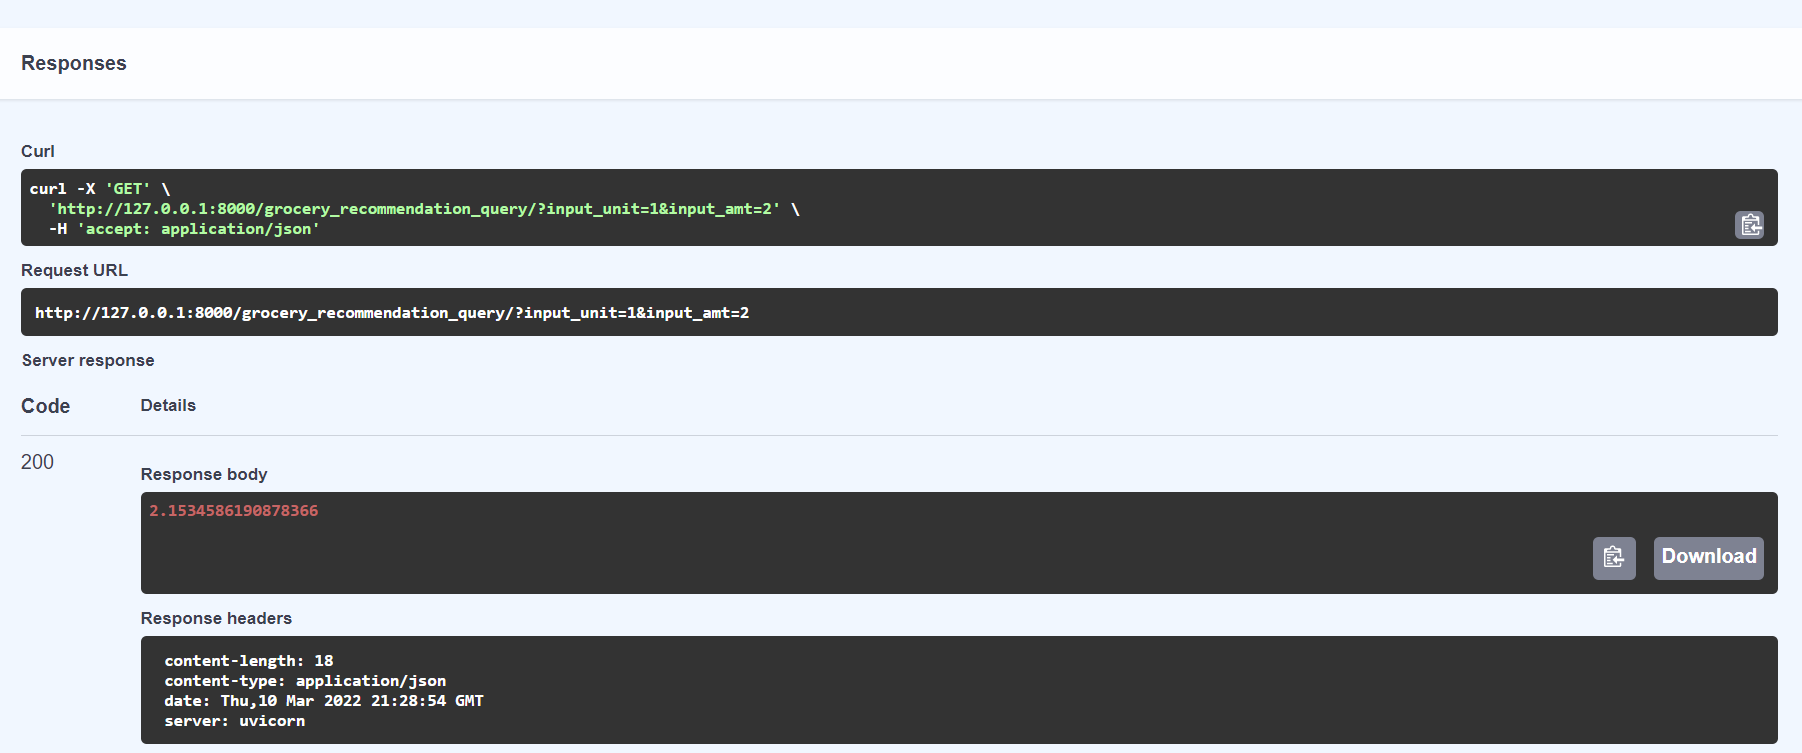 Responses
Curl
curl -X 'GET' \
'http://127.0.0.1:8000/grocery_recommendation_query/?input_unit=1&input_amt=2' \
-H 'accept: application/json'
Request URL
http://127.0.0.1:8000/grocery_recommendation_query/?input_unit=1&input_amt=2
Server response
Code Details
200
Response body
2.1534586190878366
Download
Response headers
content-length: 18
content-type: application/json
date: Thu,10 Mar 2022 21:28:54 GMT
server: uvicorn